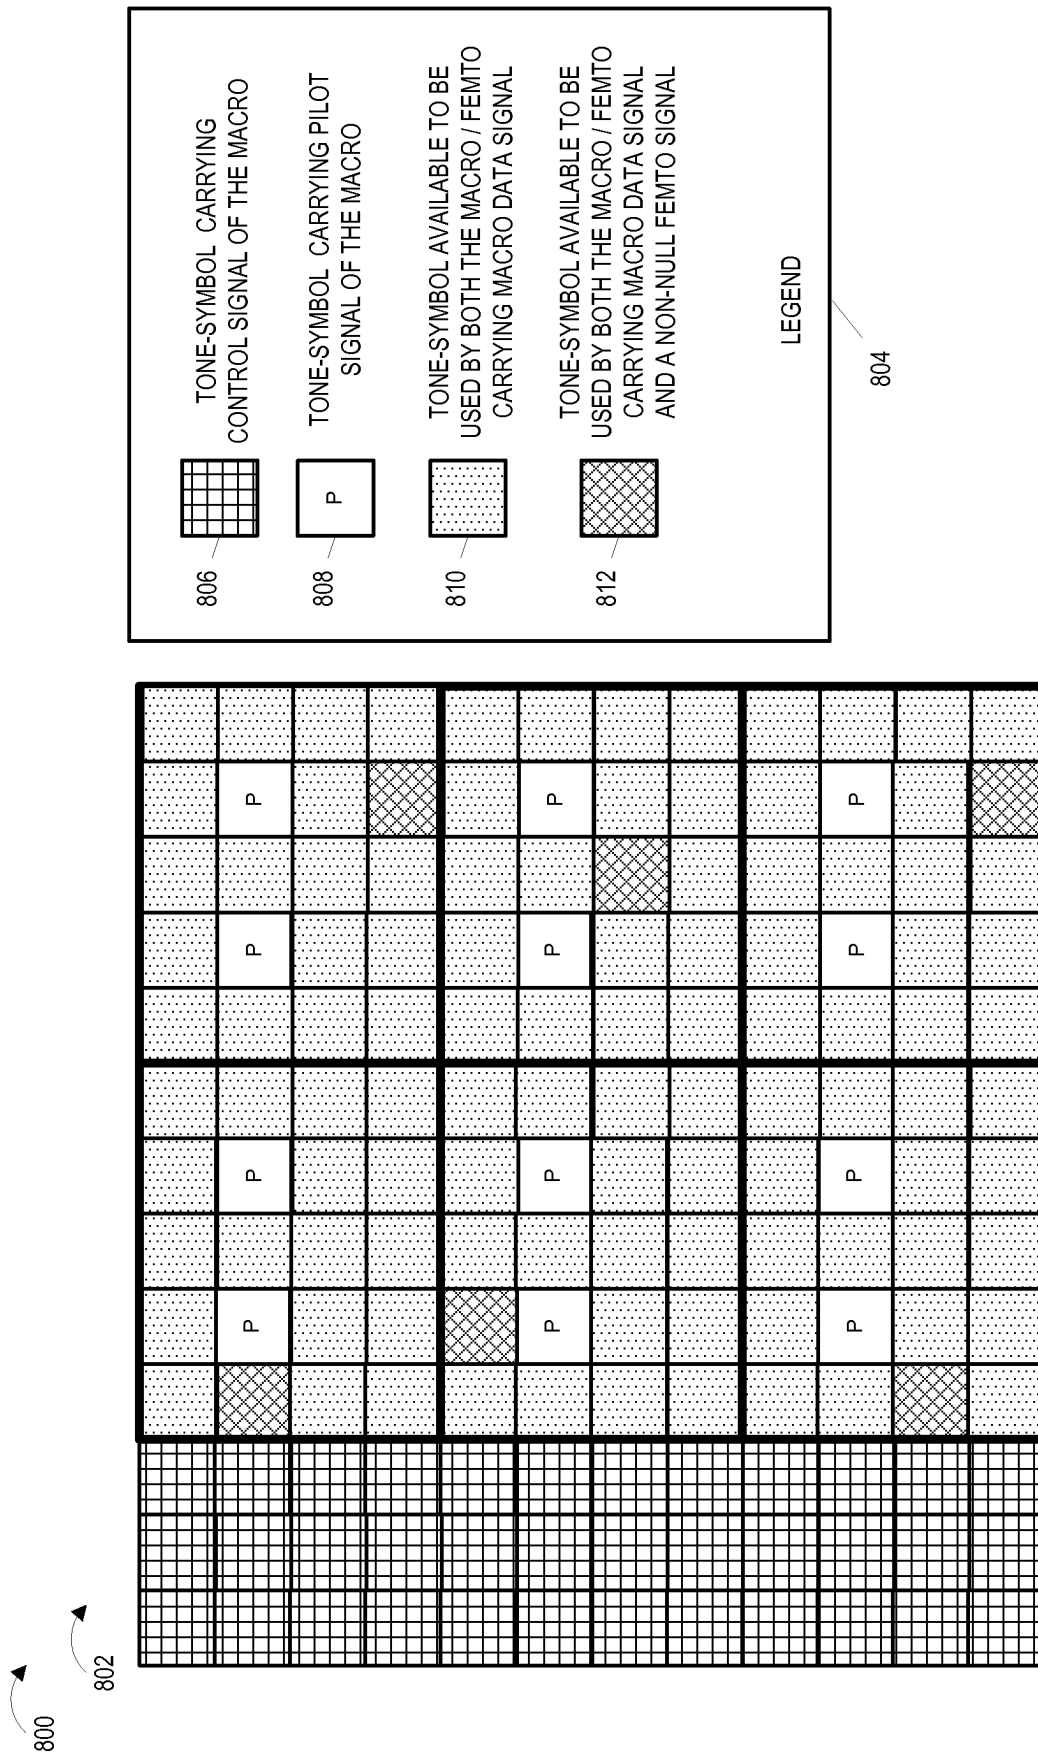 800
802
P P P P
P P P P
P P P P
806
TONE-SYMBOL CARRYING
CONTROL SIGNAL OF THE MACRO
808
P
TONE-SYMBOL CARRYING PILOT
SIGNAL OF THE MACRO
810
TONE-SYMBOL AVAILABLE TO BE
USED BY BOTH THE MACRO / FEMTO
CARRYING MACRO DATA SIGNAL
812
TONE-SYMBOL AVAILABLE TO BE
USED BY BOTH THE MACRO / FEMTO
CARRYING MACRO DATA SIGNAL
AND A NON-NULL FEMTO SIGNAL
LEGEND
804